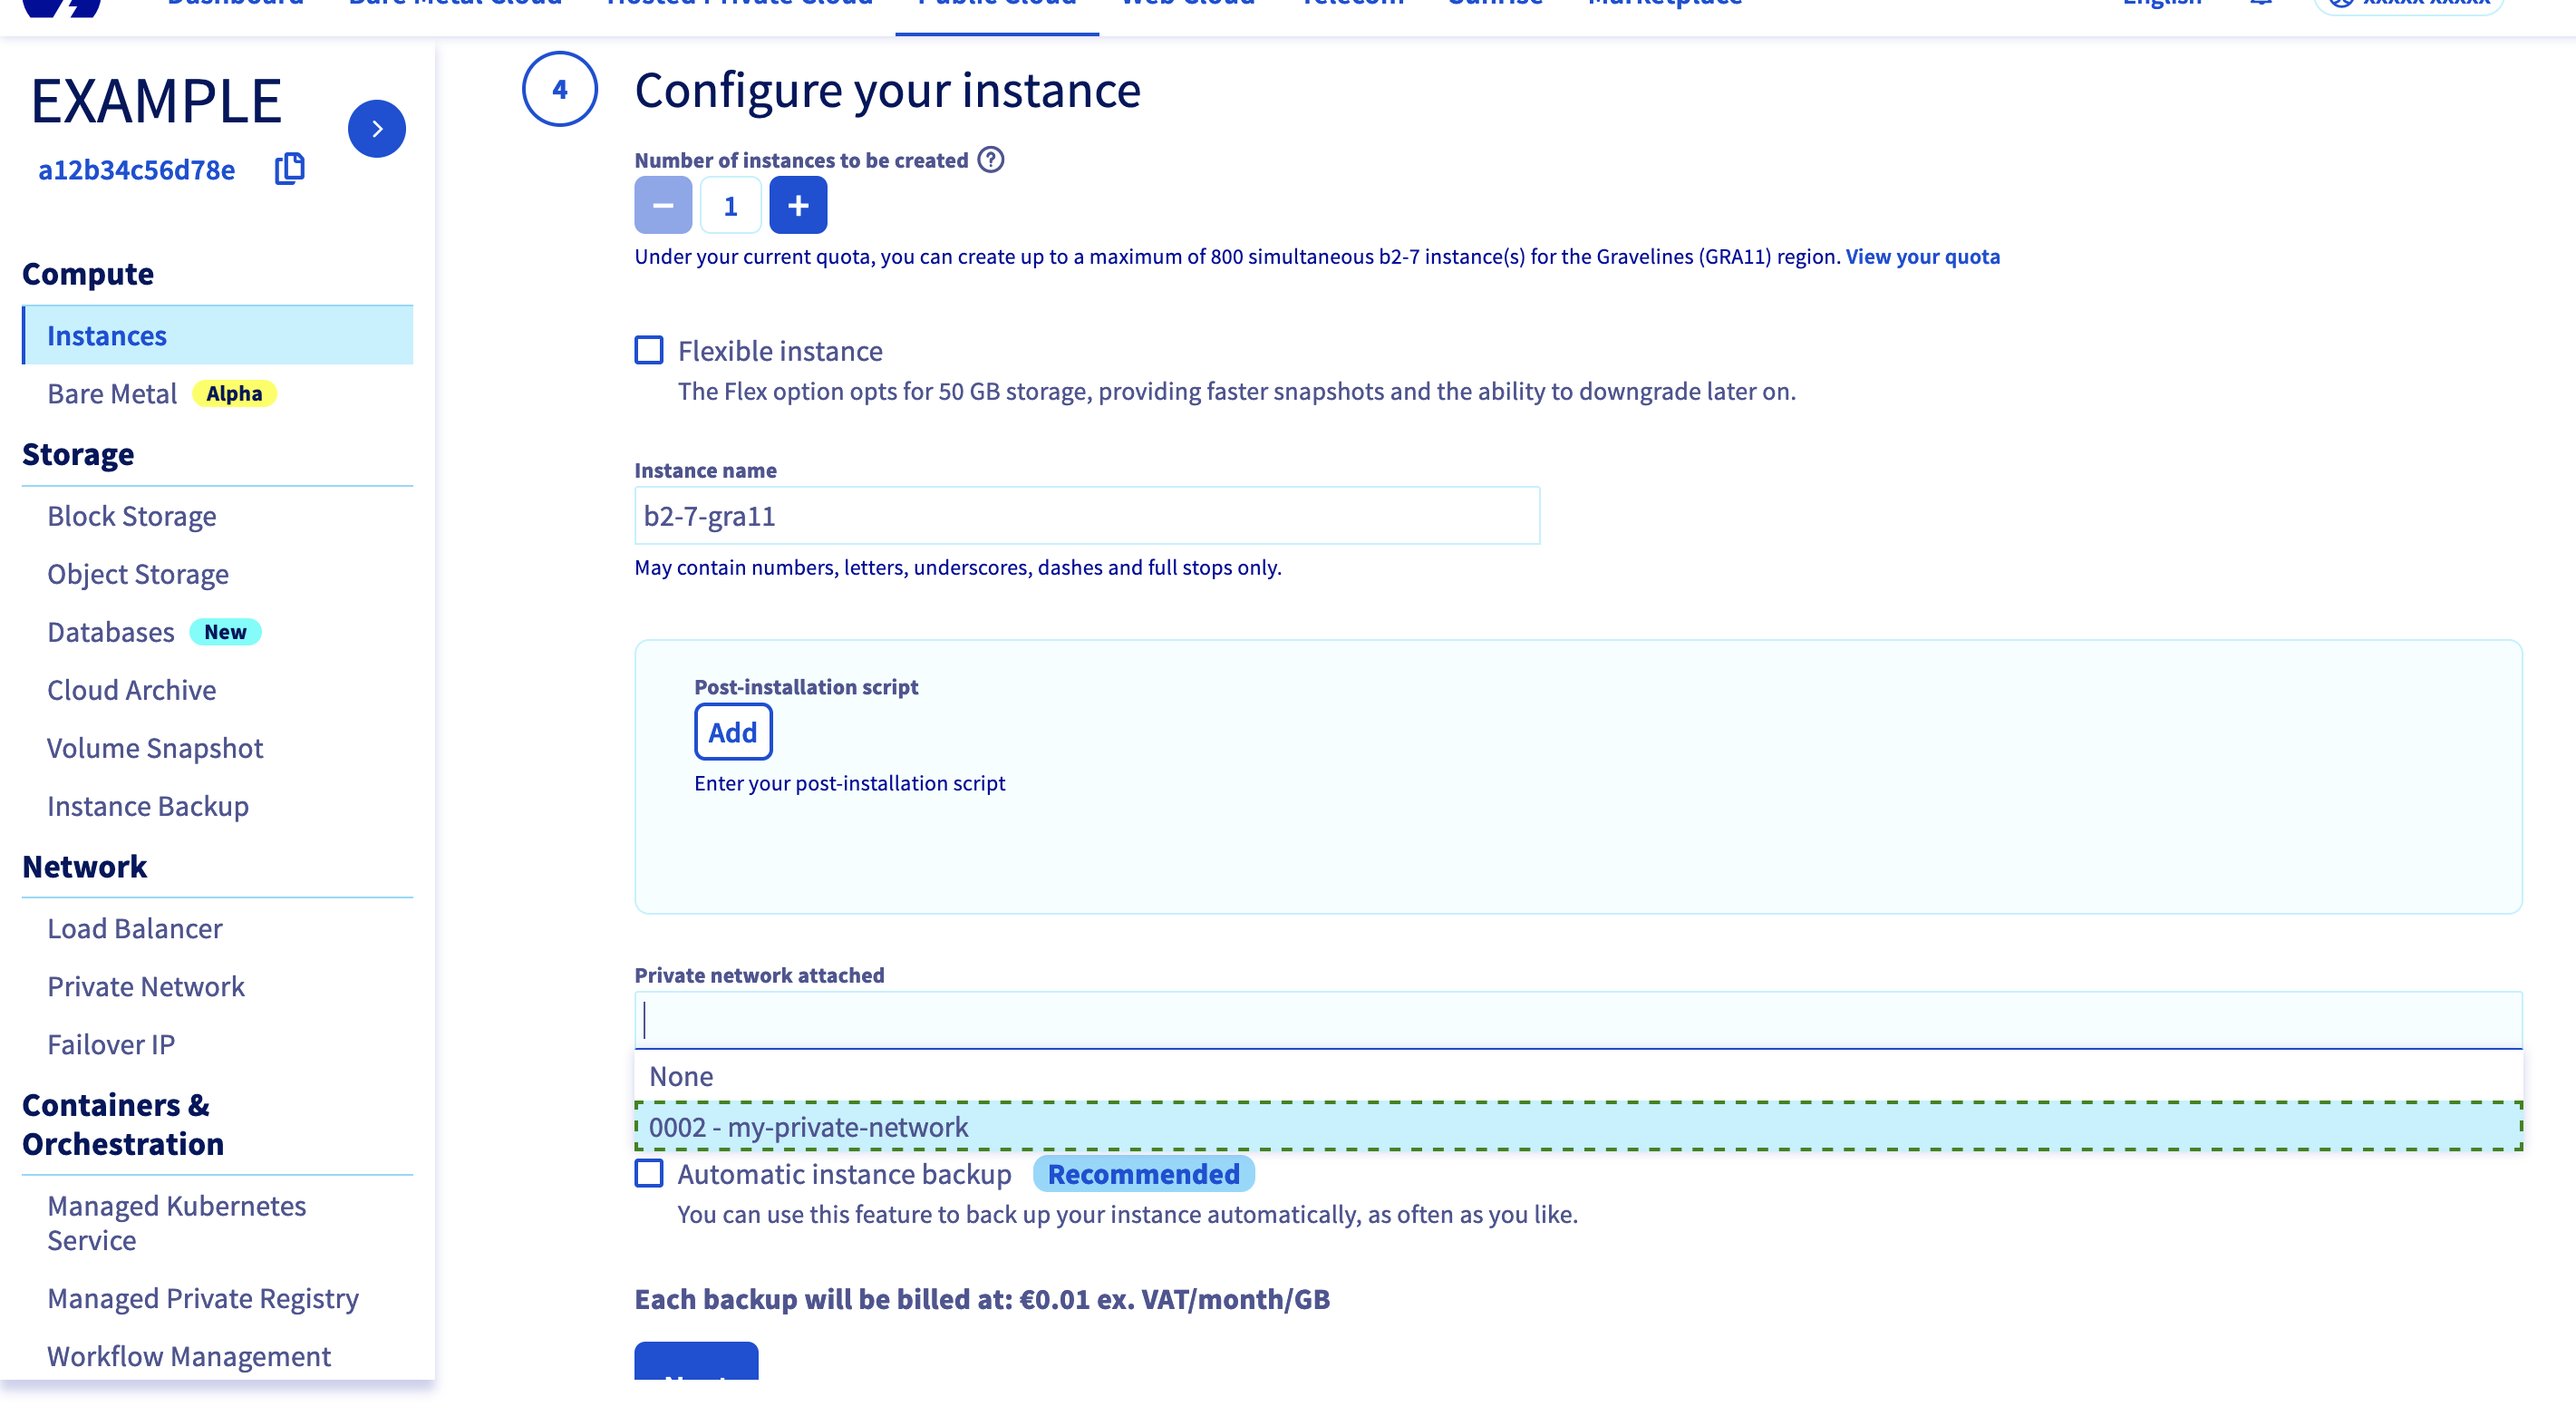 Dashboard Bare Metal Cloud Hosted Private Cloud Public Cloud Web Cloud Telecom Sunrise Marketplace English
EXAMPLE
a12b34c56d78e
Compute
Instances
Bare Metal Alpha
Storage
Block Storage
Object Storage
Databases New
Cloud Archive
Volume Snapshot
Instance Backup
Network
Load Balancer
Private Network
Failover IP
Containers &
Orchestration
Managed Kubernetes
Service
Managed Private Registry
Workflow Management
4 Configure your instance
Number of instances to be created ?
− 1 +
Under your current quota, you can create up to a maximum of 800 simultaneous b2-7 instance(s) for the Gravelines (GRA11) region. View your quota
Flexible instance
The Flex option opts for 50 GB storage, providing faster snapshots and the ability to downgrade later on.
Instance name
b2-7-gra11
May contain numbers, letters, underscores, dashes and full stops only.
Post-installation script
Add
Enter your post-installation script
Private network attached
None
0002 - my-private-network
Automatic instance backup Recommended
You can use this feature to back up your instance automatically, as often as you like.
Each backup will be billed at: €0.01 ex. VAT/month/GB